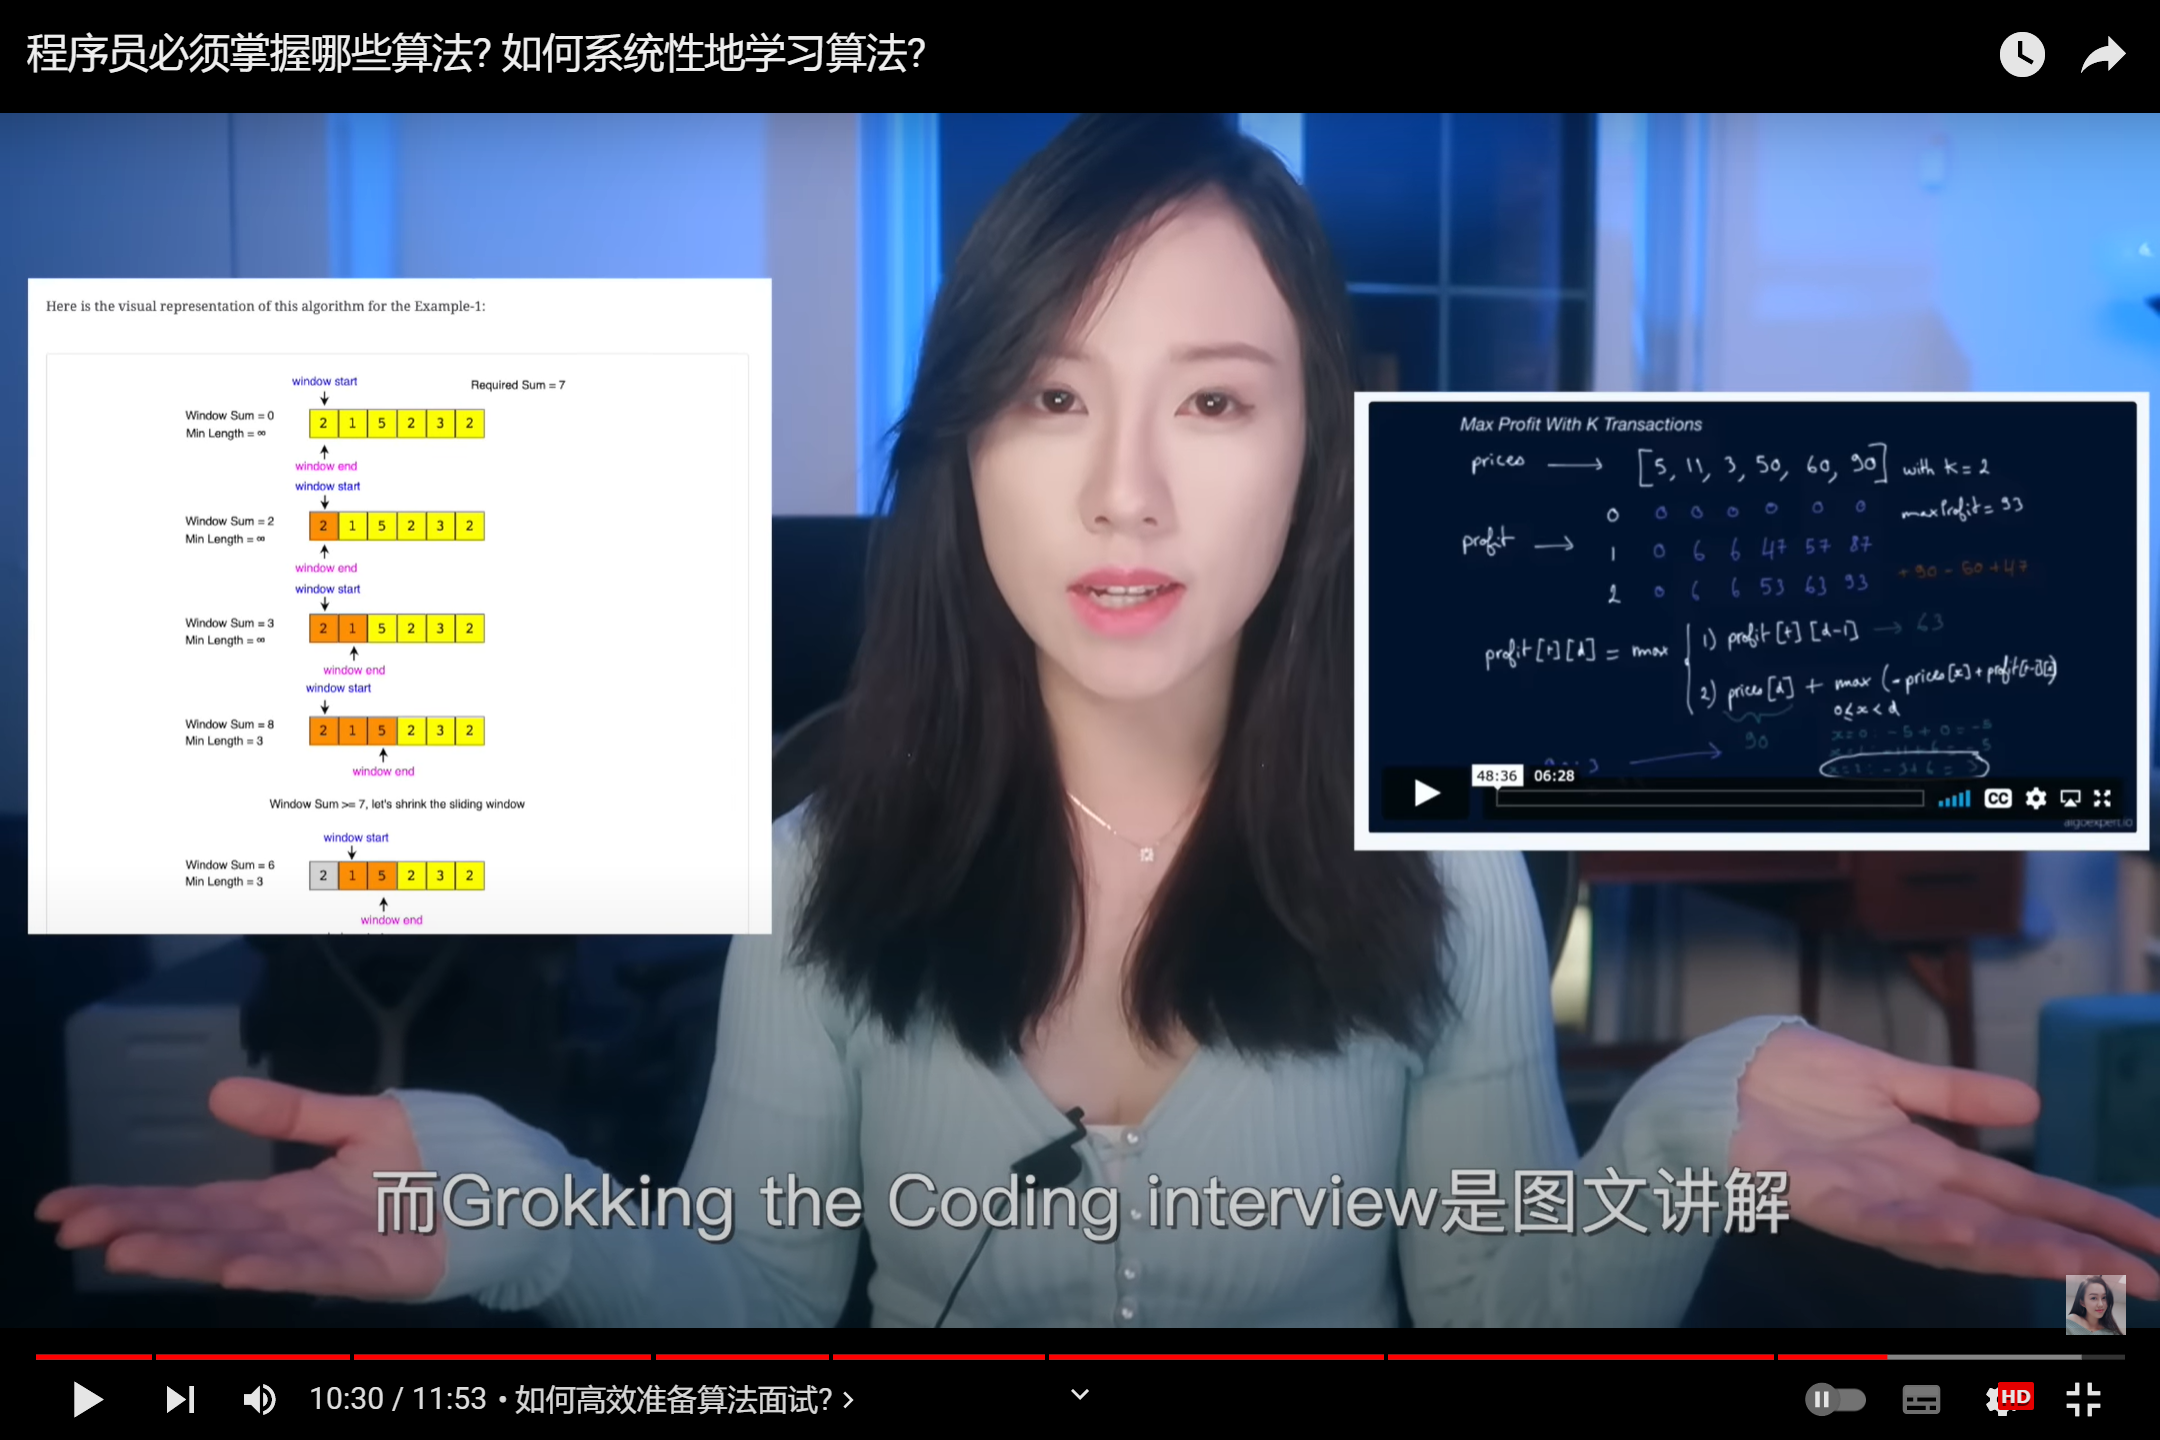 程序员必须掌握哪些算法? 如何系统性地学习算法?
Here is the visual representation of this algorithm for the Example-1:
window start
Required Sum = 7
Window Sum = 0
Min Length = ∞
2 1 5 2 3 2
window end
window start
Window Sum = 2
Min Length = ∞
2 1 5 2 3 2
window end
window start
Window Sum = 3
Min Length = ∞
2 1 5 2 3 2
window end
window start
Window Sum = 8
Min Length = 3
2 1 5 2 3 2
window end
Window Sum >= 7, let's shrink the sliding window
window start
Window Sum = 6
Min Length = 3
2 1 5 2 3 2
window end
Max Profit With K Transactions
prices → [5, 11, 3, 50, 60, 90] with k = 2
0 0 0 0 0 0 0 maxProfit = 93
profit →
1 0 6 6 47 57 87
+90 - 60 + 47
2 0 6 6 53 63 93
profit[t][d] = max
1) profit[t][d-1] → 63
2) prices[d] + max (-prices[x] + profit[t-1][x])
0≤x<d
90
x=0: -5 + 0 = -5
48:36 06:28
CC
algoexpert.io
而Grokking the Coding interview是图文讲解
10:30 / 11:53 • 如何高效准备算法面试? ›
HD